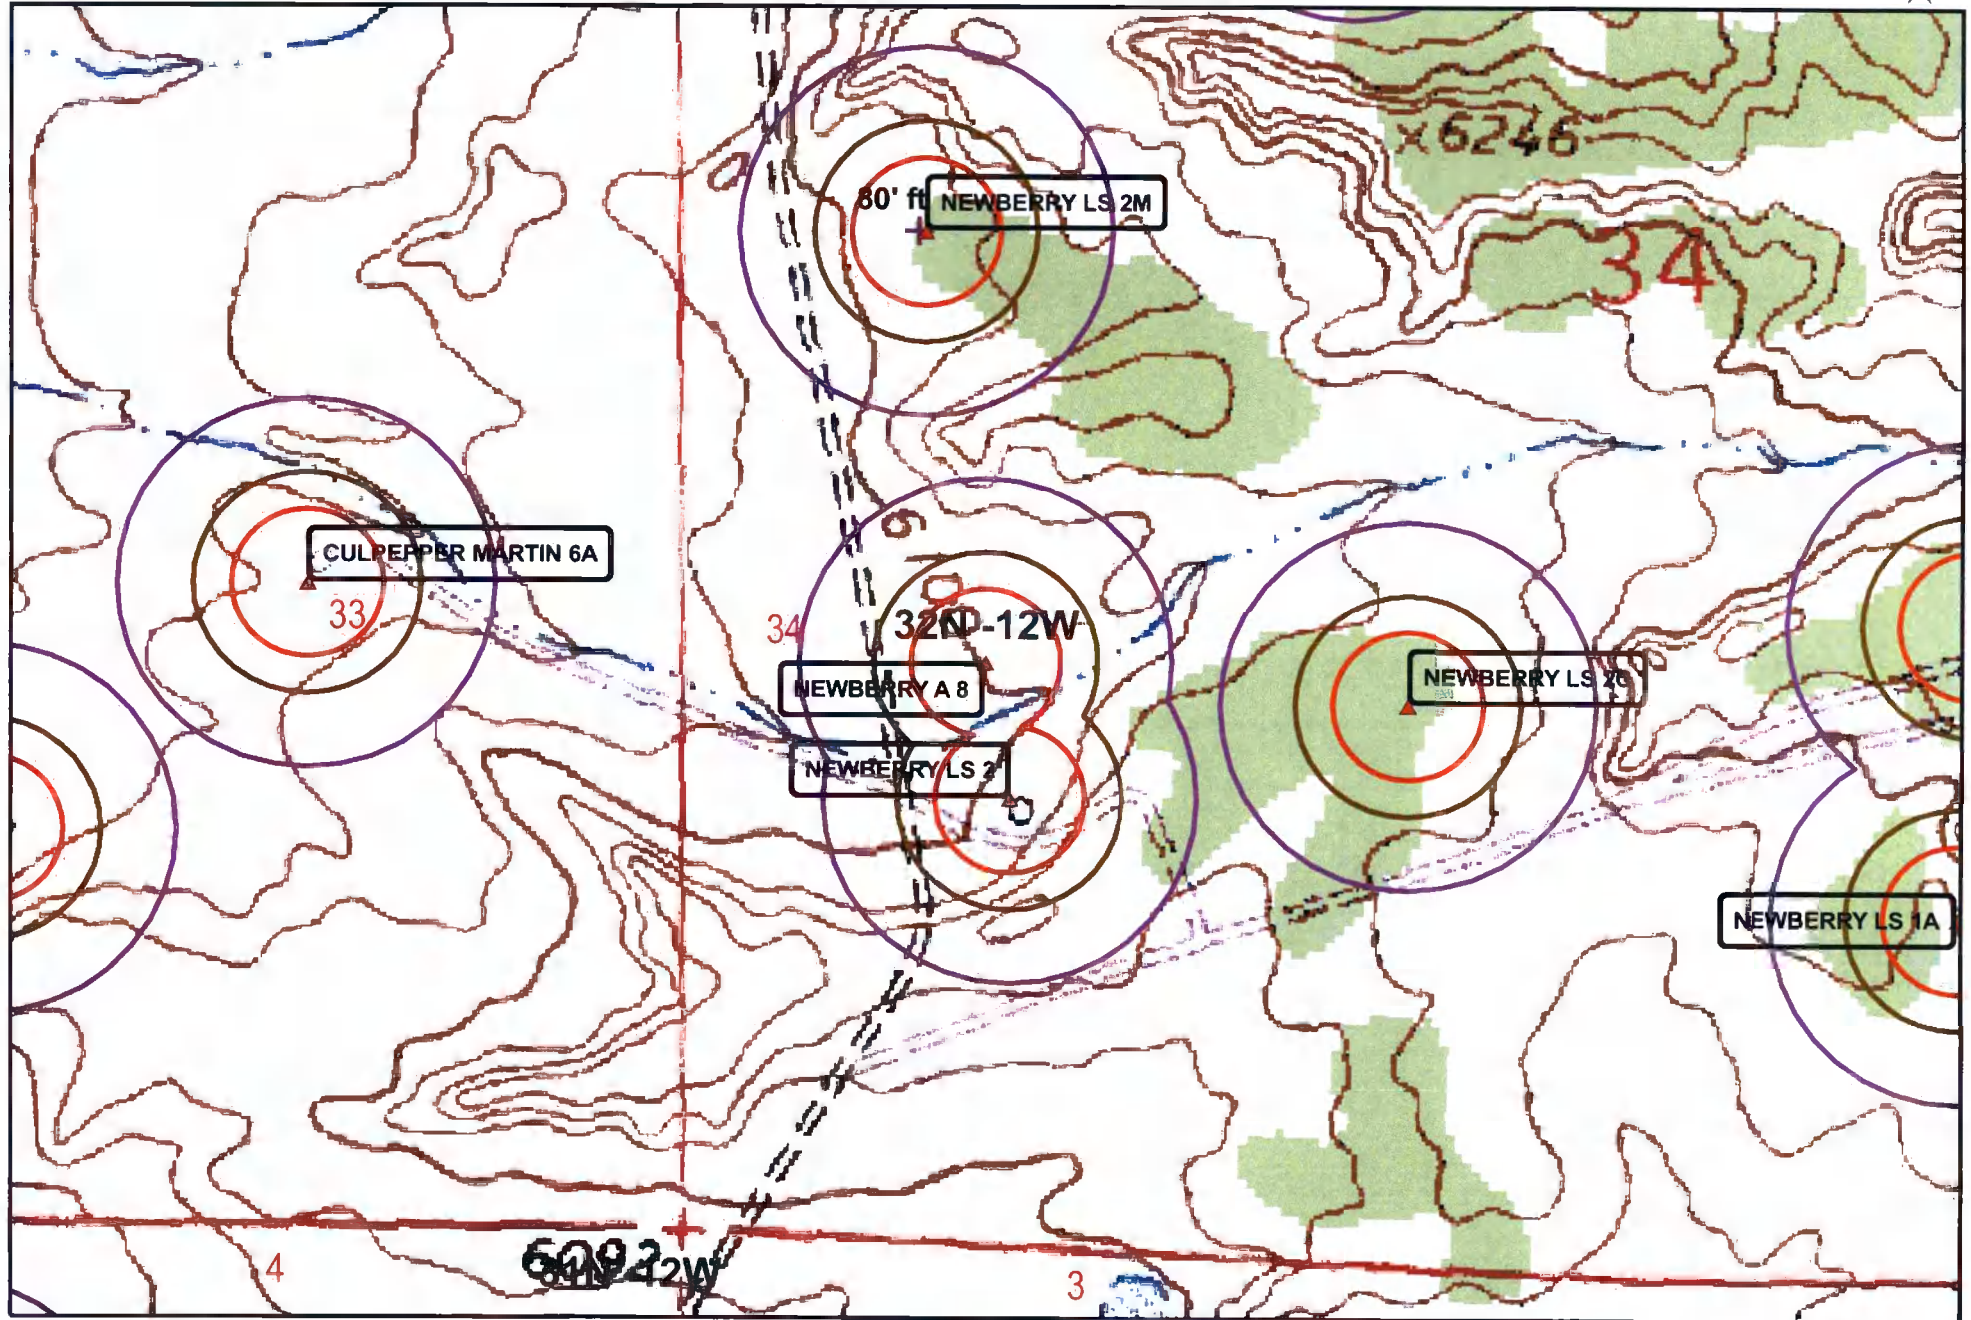 x6246
80' ft NEWBERRY LS 2M
34
CULPEPPER MARTIN 6A
33
34
32N-12W
NEWBERRY A 8
NEWBERRY LS
NEWBERRY LS 2
NEWBERRY LS 1A
4
3